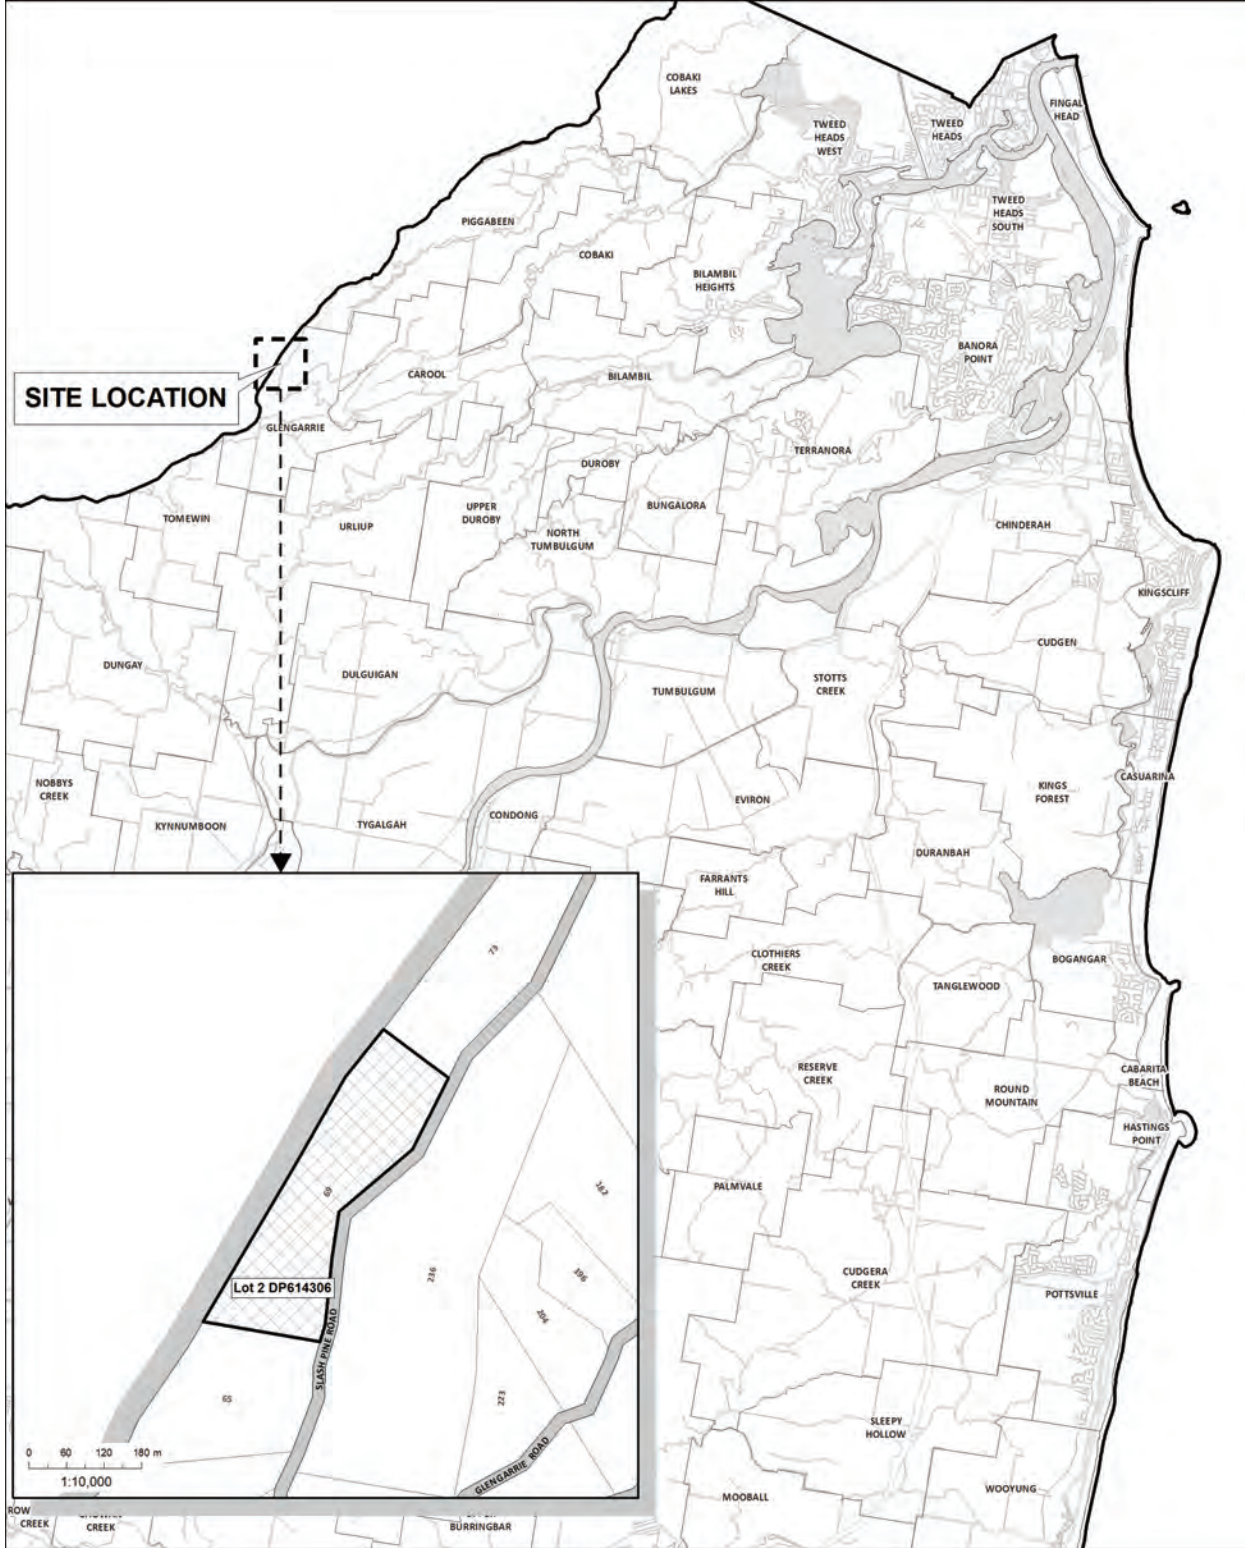 COBAKI
LAKES
FINGAL
HEAD
TWEED
HEADS
WEST
TWEED
HEADS
TWEED
HEADS
SOUTH
PIGGABEEN
COBAKI
BILAMBIL
HEIGHTS
BANORA
POINT
SITE LOCATION
CAROOL
BILAMBIL
GLENGARRIE
TERRANORA
DUROBY
BUNGALORA
UPPER
DUROBY
TOMEWIN
URLIUP
NORTH
TUMBULGUM
CHINDERAH
KINGSCLIFF
CUDGEN
DUNGAY
DULGUIGAN
TUMBULGUM
STOTTS
CREEK
NOBBYS
CREEK
KINGS
FOREST
CASUARINA
EVIRON
KYNNUMBOON
TYGALGAH
CONDONG
DURANBAH
FARRANTS
HILL
CLOTHIERS
CREEK
BOGANGAR
TANGLEWOOD
RESERVE
CREEK
ROUND
MOUNTAIN
CABARITA
BEACH
HASTINGS
POINT
PALMVALE
CUDGERA
CREEK
POTTSVILLE
SLEEPY
HOLLOW
MOOBALL
WOOYUNG
73
69
182
236
396
204
Lot 2 DP614306
SLASH PINE ROAD
65
223
GLENGARRIE ROAD
0 60 120 180 m
1:10,000
ROW
CREEK
CREEK
BURRINGBAR